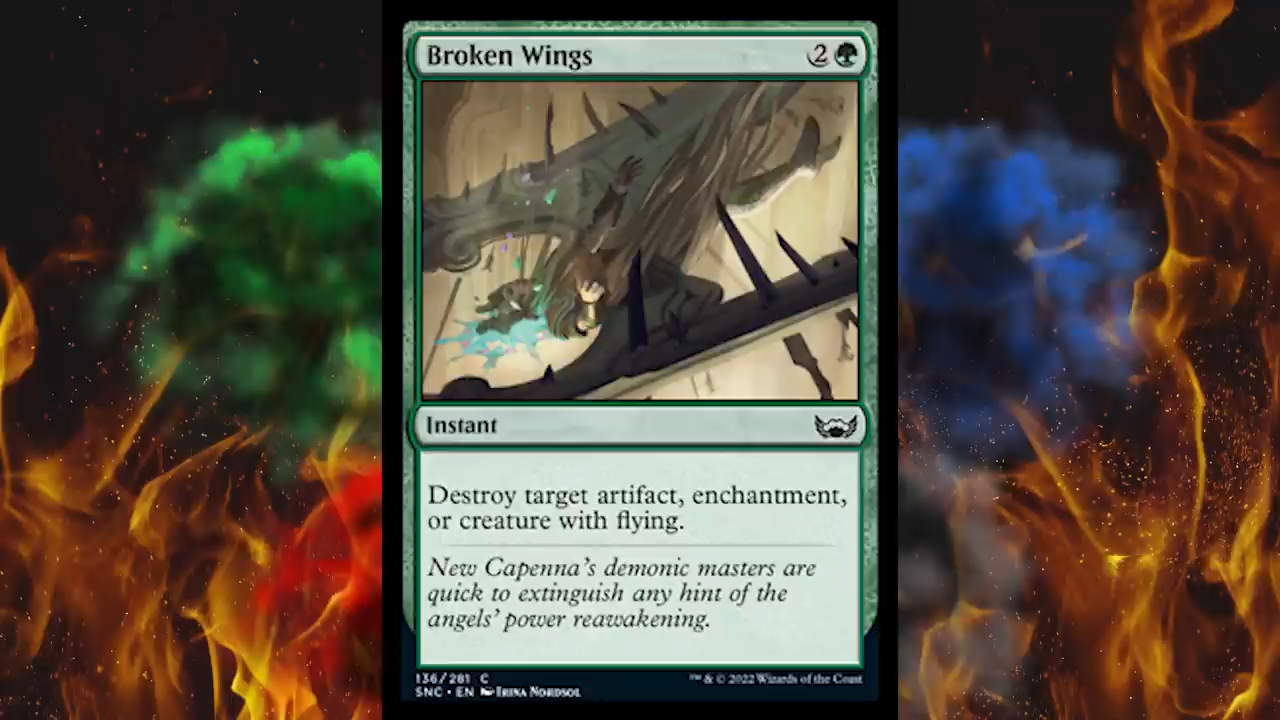 Broken Wings 2
Instant
Destroy target artifact, enchantment,
or creature with flying.
New Capenna's demonic masters are
quick to extinguish any hint of the
angels' power reawakening.
136/281 C
SNC • EN Irina Nordsol
™ & © 2022 Wizards of the Coast